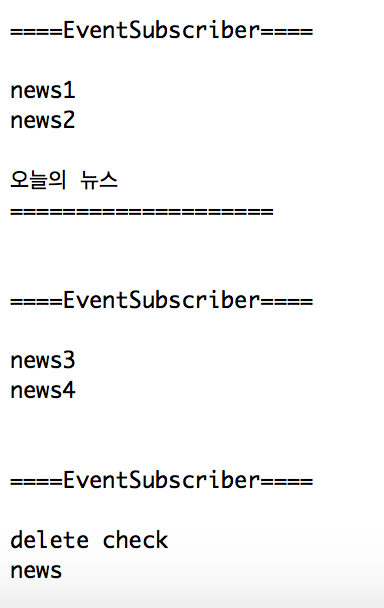 ====EventSubscriber====
news1
news2
오늘의 뉴스
====================
====EventSubscriber====
news3
news4
====EventSubscriber====
delete check
news